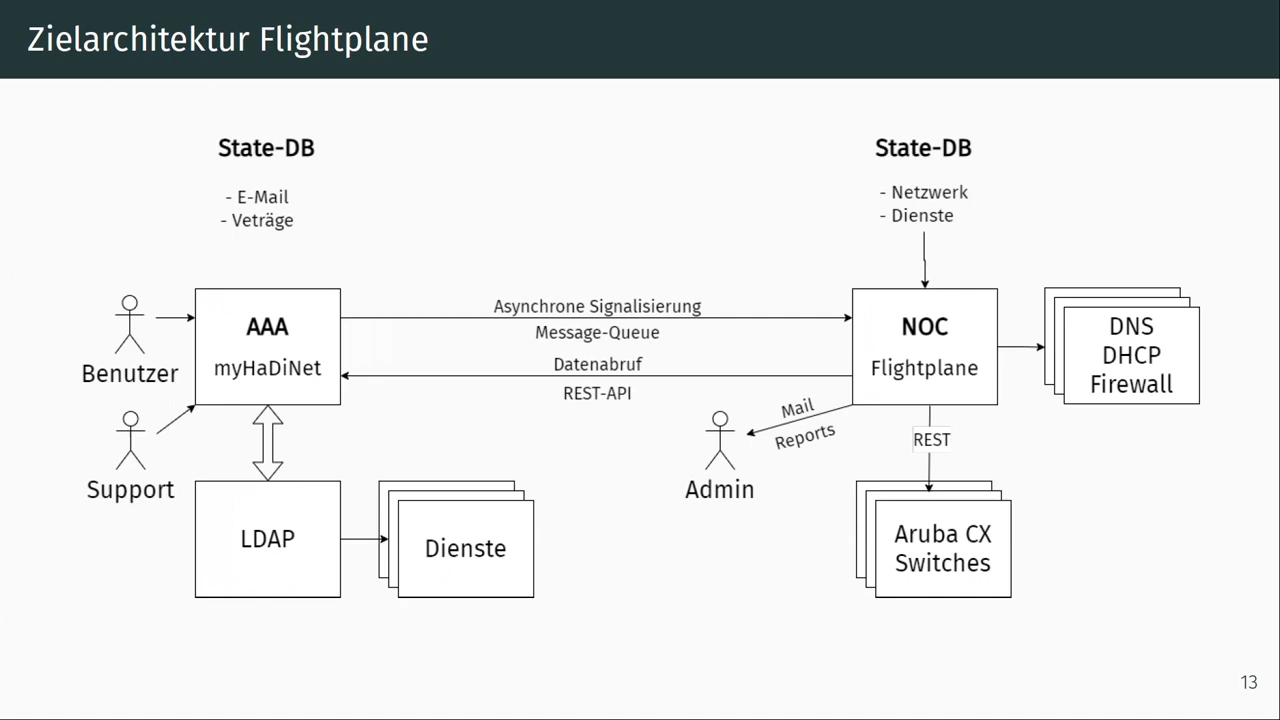 Zielarchitektur Flightplane
State-DB
- E-Mail
- Veträge
State-DB
- Netzwerk
- Dienste
Benutzer
Support
AAA
myHaDiNet
Asynchrone Signalisierung
Message-Queue
Datenabruf
REST-API
NOC
Flightplane
DNS
DHCP
Firewall
Mail
Reports
Admin
REST
LDAP
Dienste
Aruba CX
Switches
13